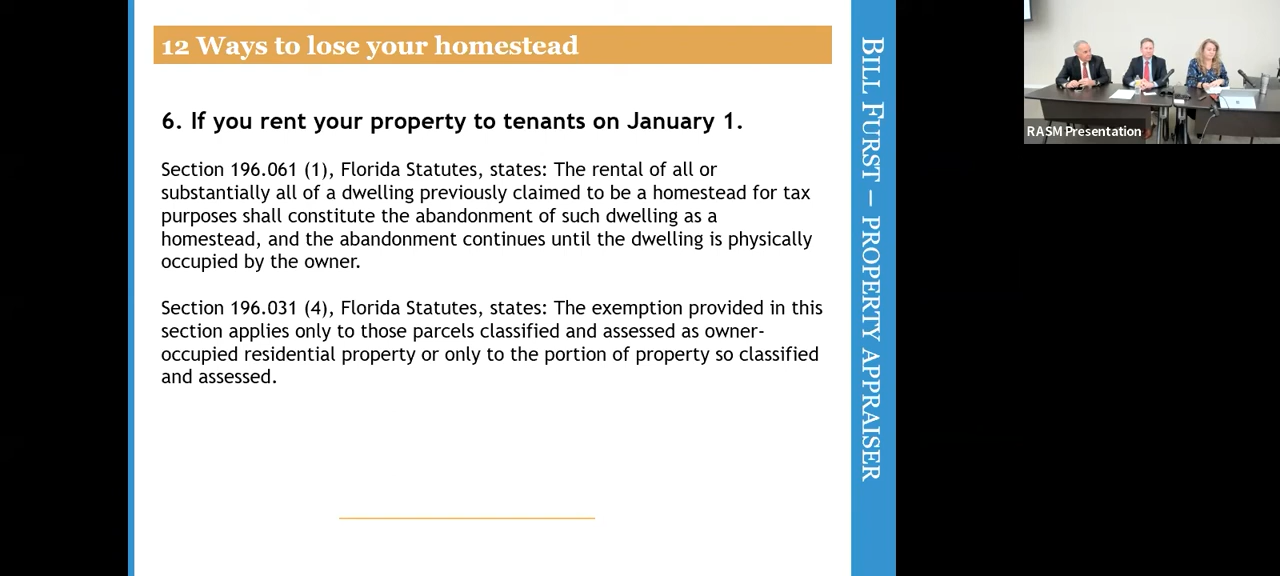 12 Ways to lose your homestead
6. If you rent your property to tenants on January 1.
Section 196.061 (1), Florida Statutes, states: The rental of all or
substantially all of a dwelling previously claimed to be a homestead for tax
purposes shall constitute the abandonment of such dwelling as a
homestead, and the abandonment continues until the dwelling is physically
occupied by the owner.
Section 196.031 (4), Florida Statutes, states: The exemption provided in this
section applies only to those parcels classified and assessed as owner-
occupied residential property or only to the portion of property so classified
and assessed.
BILL FURST – PROPERTY APPRAISER
RASM Presentation